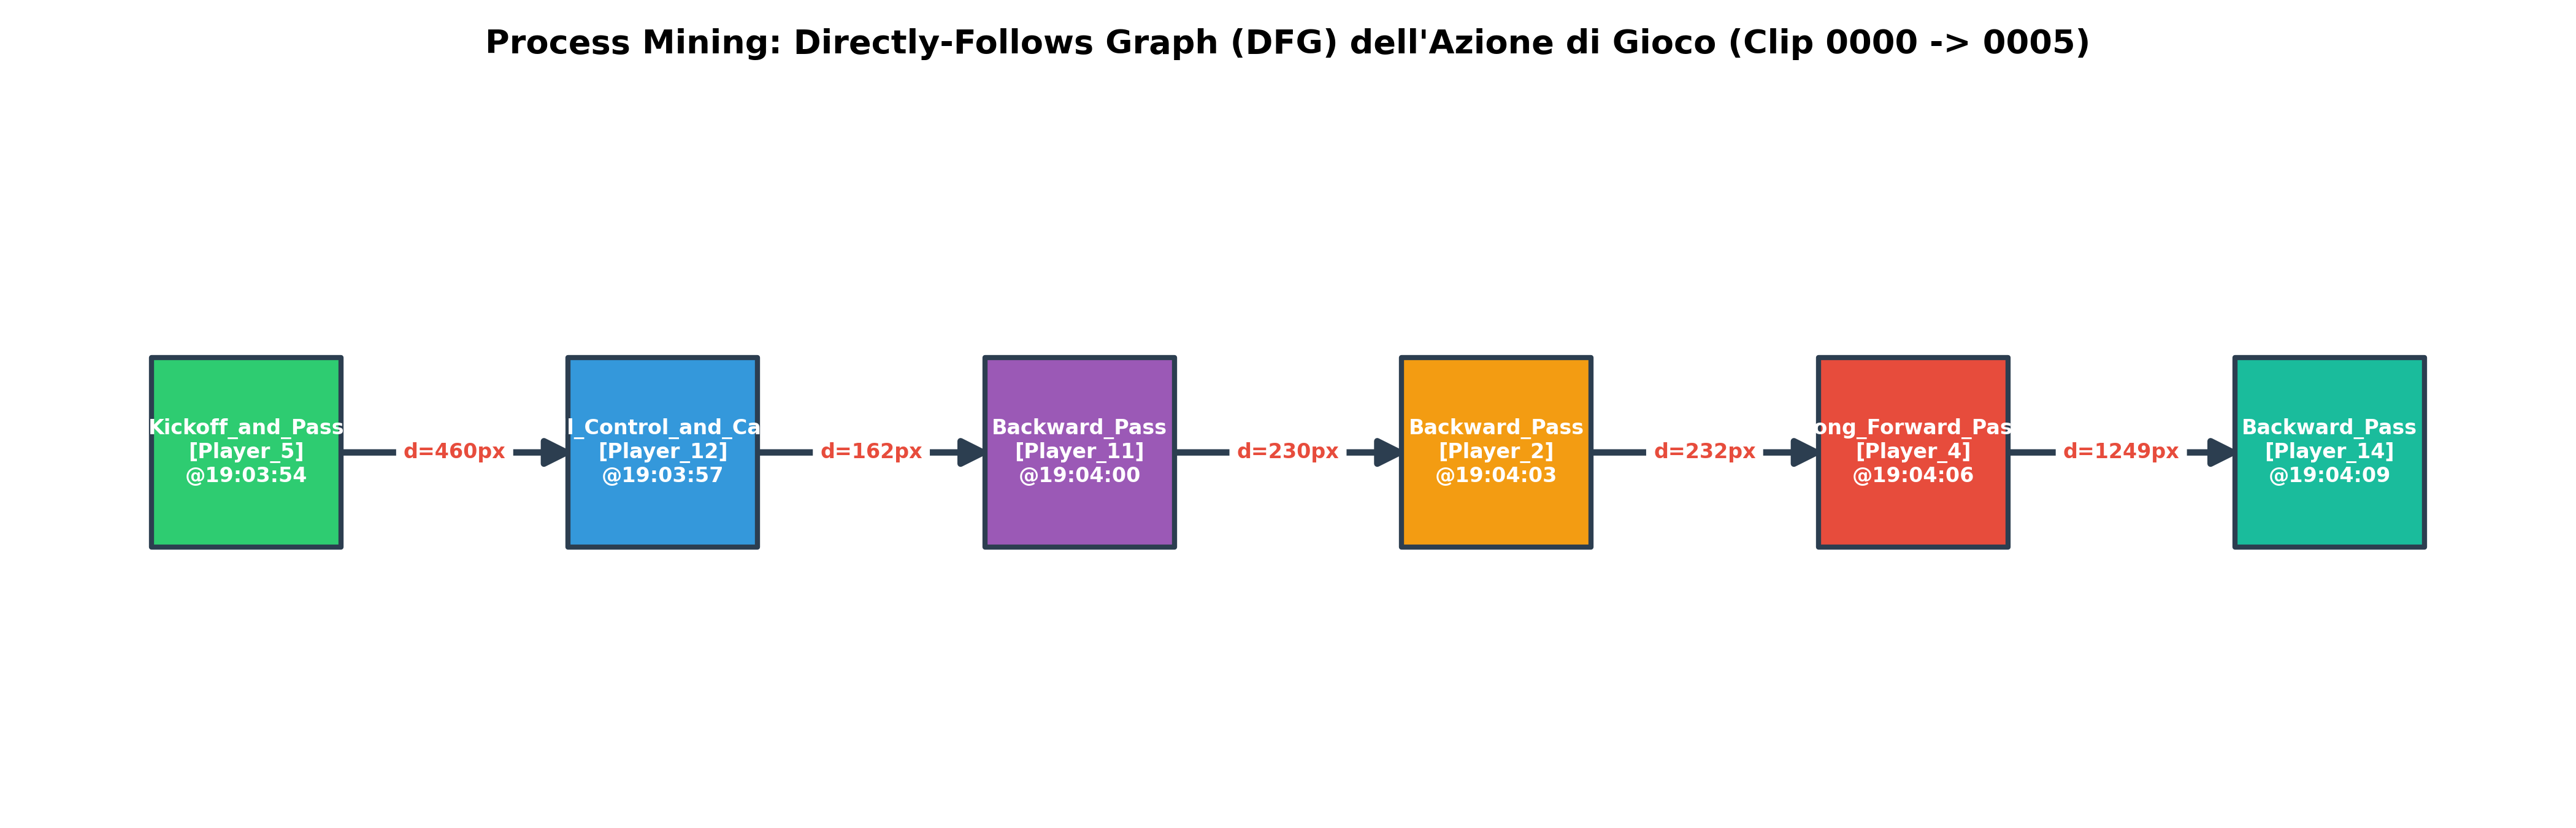 Process Mining: Directly-Follows Graph (DFG) dell'Azione di Gioco (Clip 0000 -> 0005)
Kickoff_and_Pass
[Player_5]
@19:03:54
d=460px
l_Control_and_Ca
[Player_12]
@19:03:57
d=162px
Backward_Pass
[Player_11]
@19:04:00
d=230px
Backward_Pass
[Player_2]
@19:04:03
d=232px
ong_Forward_Pas
[Player_4]
@19:04:06
d=1249px
Backward_Pass
[Player_14]
@19:04:09